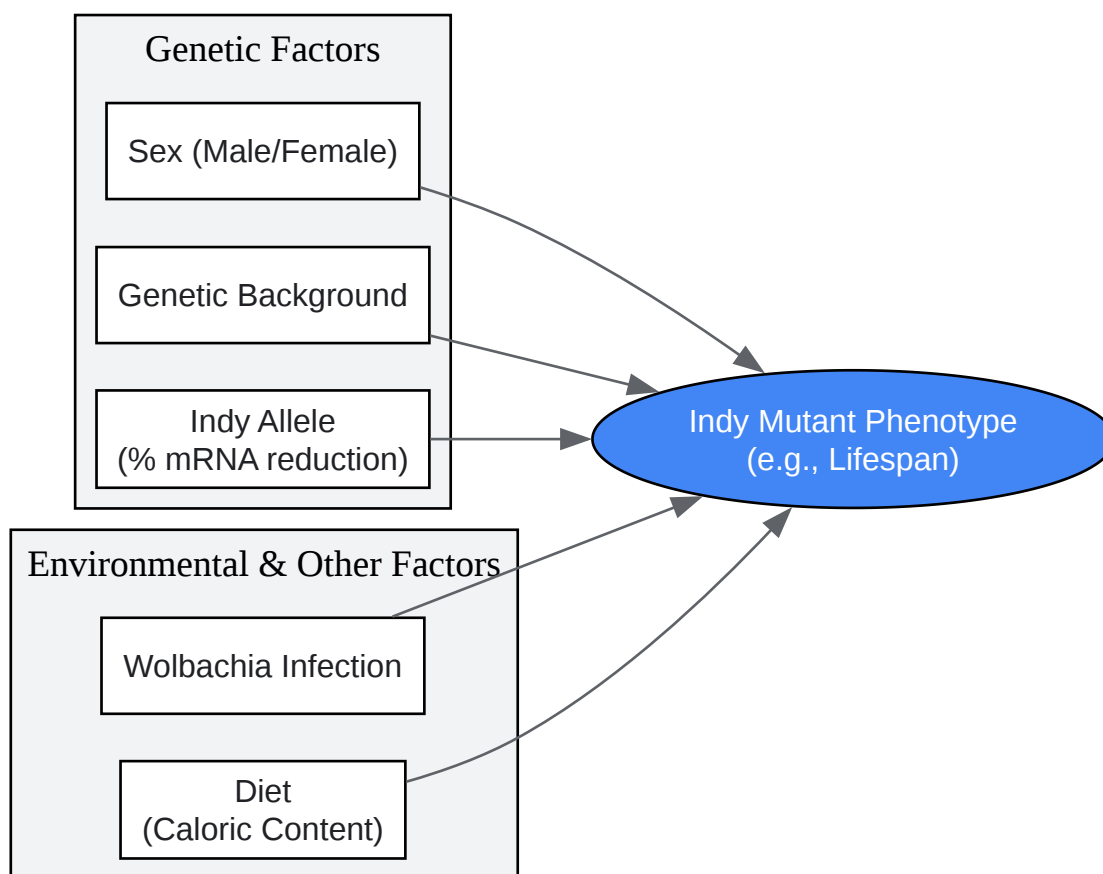 Genetic Factors
Sex (Male/Female)
Genetic Background
Indy Allele
(% mRNA reduction)
Indy Mutant Phenotype
(e.g., Lifespan)
Environmental & Other Factors
Wolbachia Infection
Diet
(Caloric Content)